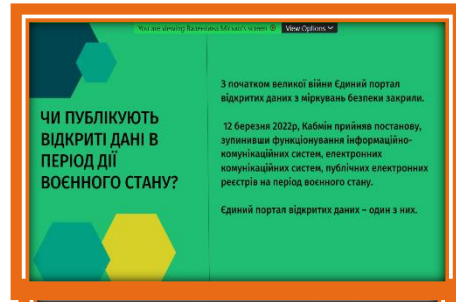 You are viewing Валентина Місько's screen
View Options
ЧИ ПУБЛІКУЮТЬ
ВІДКРИТІ ДАНІ В
ПЕРІОД ДІЇ
ВОЄННОГО СТАНУ?
З початком великої війни Єдиний портал
відкритих даних з міркувань безпеки закрили.
12 березня 2022р, Кабмін прийняв постанову,
зупинивши функціонування інформаційно-
комунікаційних систем, електронних
комунікаційних систем, публічних електронних
реєстрів на період воєнного стану.
Єдиний портал відкритих даних – один з них.